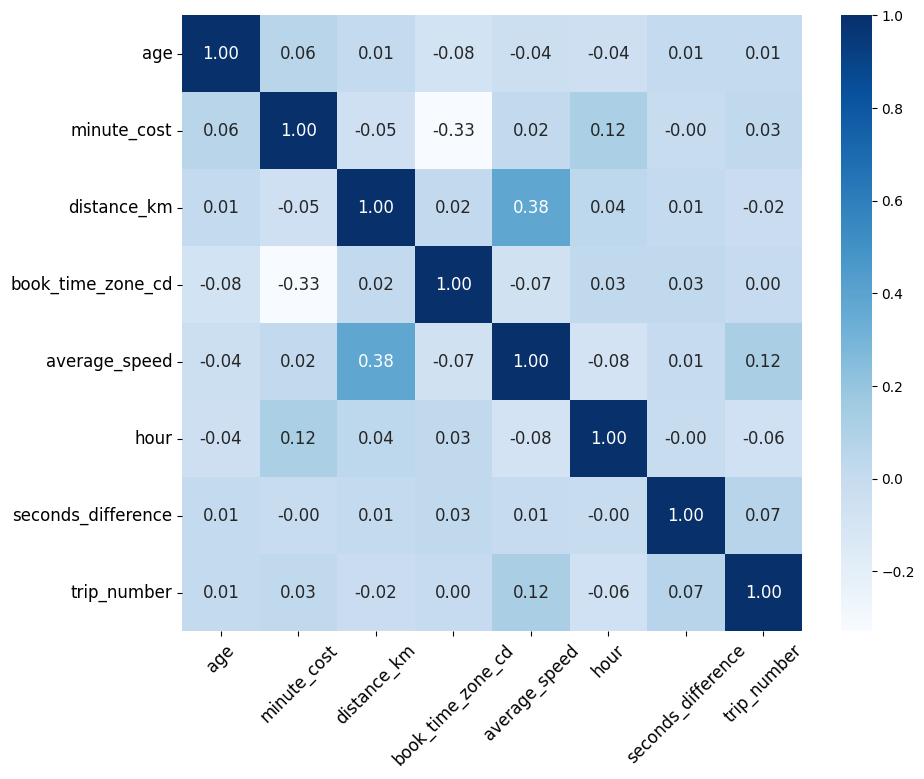 age 1.00 0.06 0.01 -0.08 -0.04 -0.04 0.01 0.01
minute_cost 0.06 1.00 -0.05 -0.33 0.02 0.12 -0.00 0.03
distance_km 0.01 -0.05 1.00 0.02 0.38 0.04 0.01 -0.02
book_time_zone_cd -0.08 -0.33 0.02 1.00 -0.07 0.03 0.03 0.00
average_speed -0.04 0.02 0.38 -0.07 1.00 -0.08 0.01 0.12
hour -0.04 0.12 0.04 0.03 -0.08 1.00 -0.00 -0.06
seconds_difference 0.01 -0.00 0.01 0.03 0.01 -0.00 1.00 0.07
trip_number 0.01 0.03 -0.02 0.00 0.12 -0.06 0.07 1.00
age
minute_cost
distance_km
book_time_zone_cd
average_speed
hour
seconds_difference
trip_number
1.0
0.8
0.6
0.4
0.2
0.0
−0.2